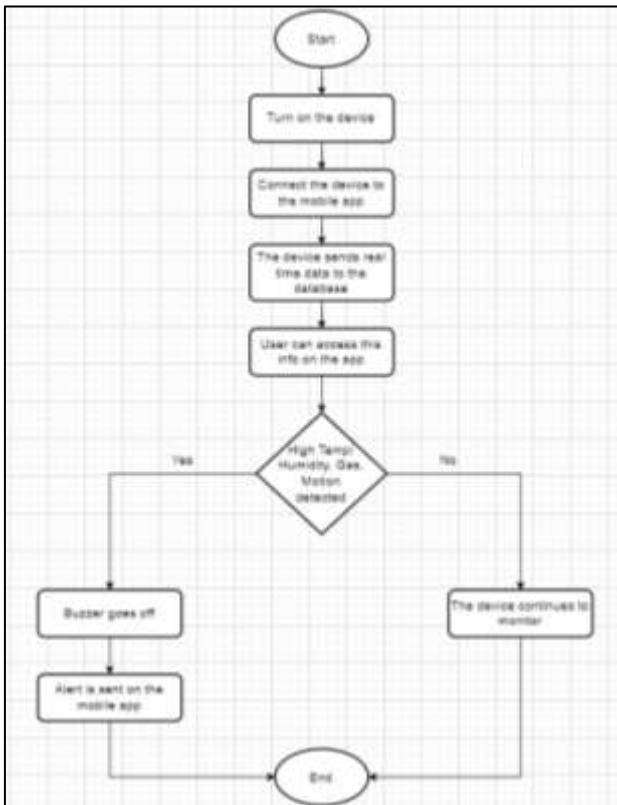 Start
Turn on the device
Connect the device to
the mobile app
The device sends real
time data to the
database
User can access this
info on the app
High Temp/
Humidity, Gas,
Motion
detected
Yes
No
Buzzer goes off
The device continues to
monitor
Alert is sent on the
mobile app
End